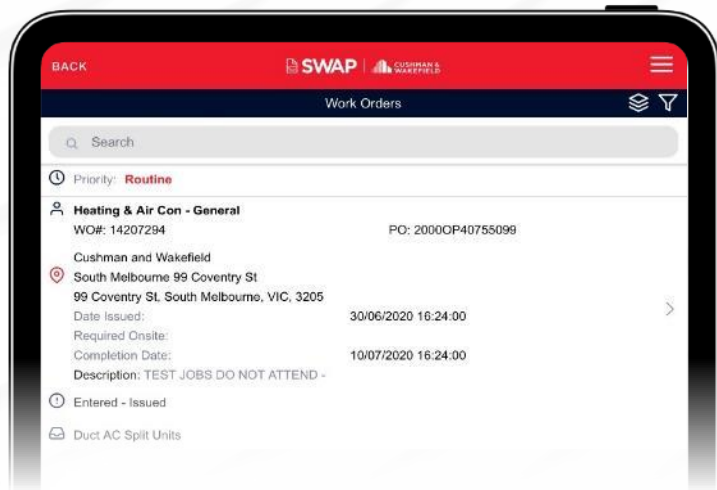 BACK
SWAP | CUSHMAN & WAKEFIELD
Work Orders
Search
Priority: Routine
Heating & Air Con - General
WO#: 14207294 PO: 2000OP40755099
Cushman and Wakefield
South Melbourne 99 Coventry St
99 Coventry St, South Melbourne, VIC, 3205
Date Issued: 30/06/2020 16:24:00
Required Onsite:
Completion Date: 10/07/2020 16:24:00
Description: TEST JOBS DO NOT ATTEND -
Entered - Issued
Duct AC Split Units